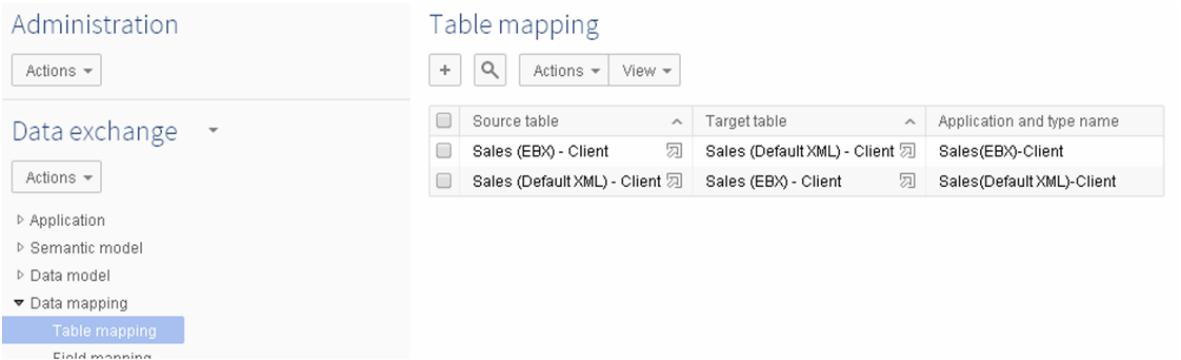 Administration
Actions
Data exchange
Actions
Application
Semantic model
Data model
Data mapping
Table mapping
Field mapping
Table mapping
+ Actions View
Source table Target table Application and type name
Sales (EBX) - Client Sales (Default XML) - Client Sales(EBX)-Client
Sales (Default XML) - Client Sales (EBX) - Client Sales(Default XML)-Client